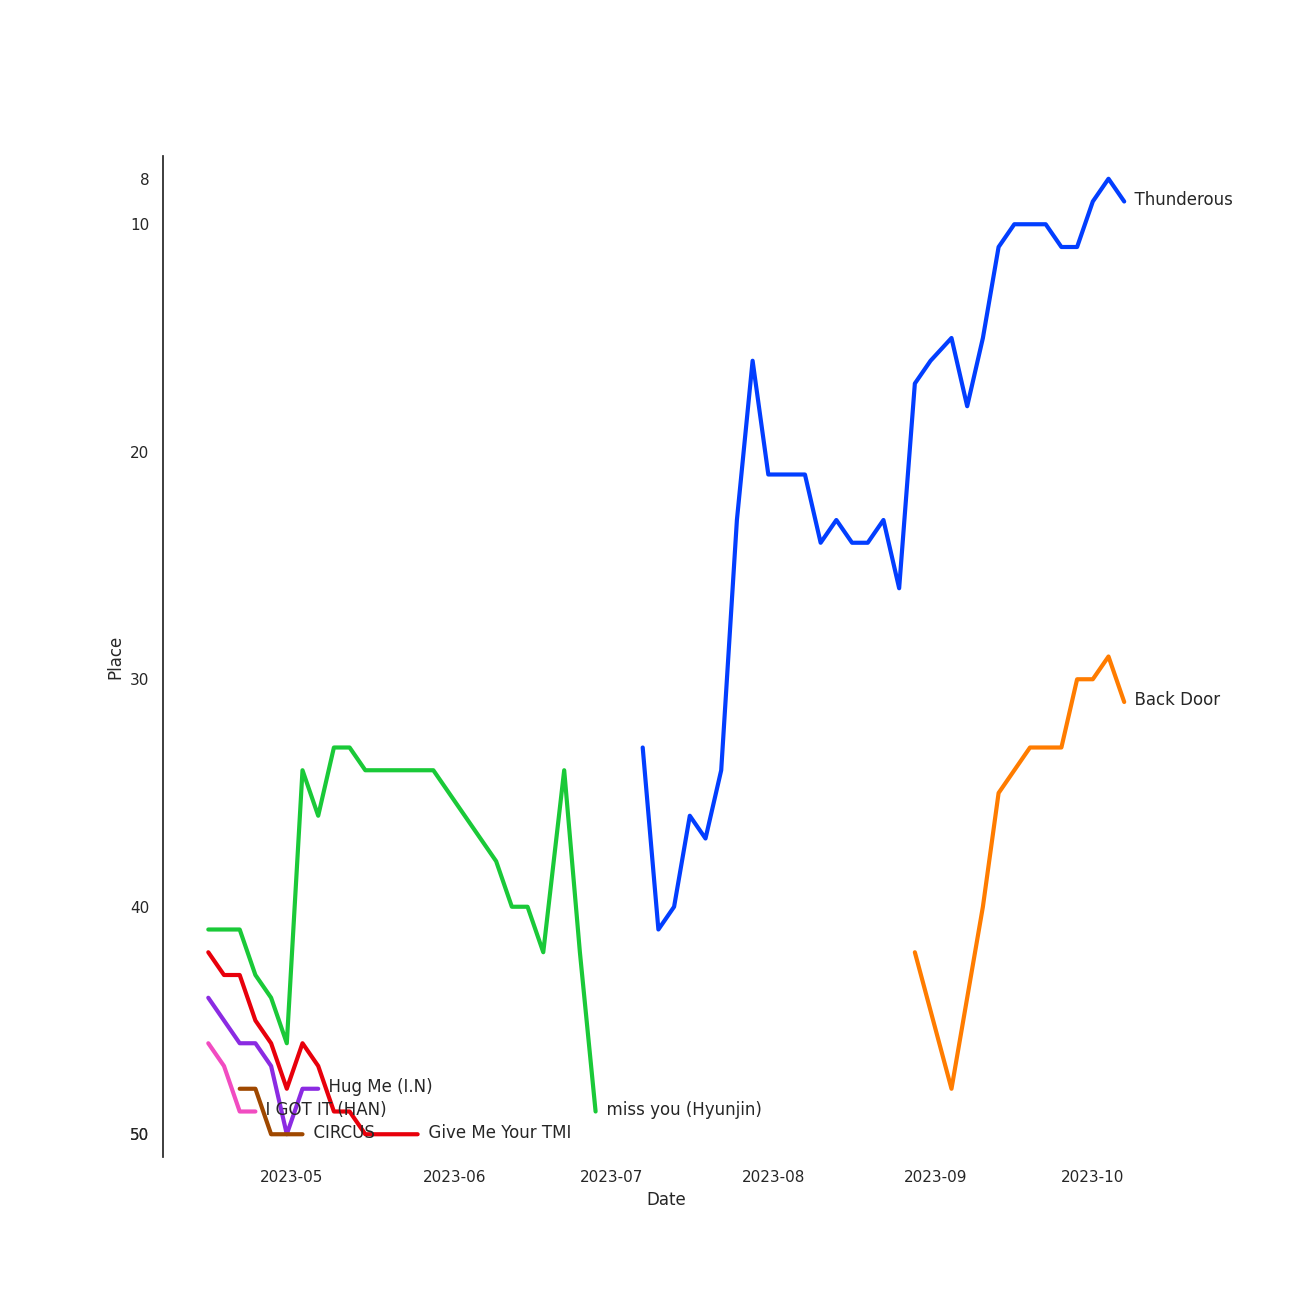 8
10
20
30
40
50
Place
Thunderous
Back Door
Hug Me (I.N)
I GOT IT (HAN)
miss you (Hyunjin)
CIRCUS
Give Me Your TMI
2023-05
2023-06
2023-07
2023-08
2023-09
2023-10
Date